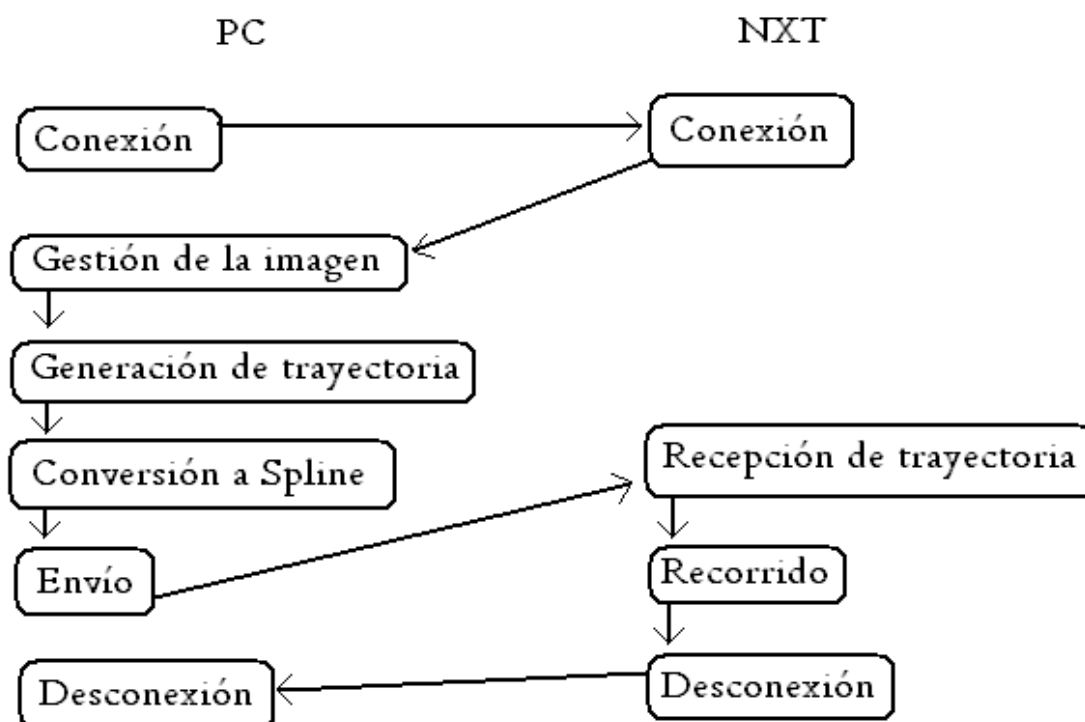 PC
NXT
Conexión
Conexión
Gestión de la imagen
Generación de trayectoria
Conversión a Spline
Recepción de trayectoria
Envío
Recorrido
Desconexión
Desconexión